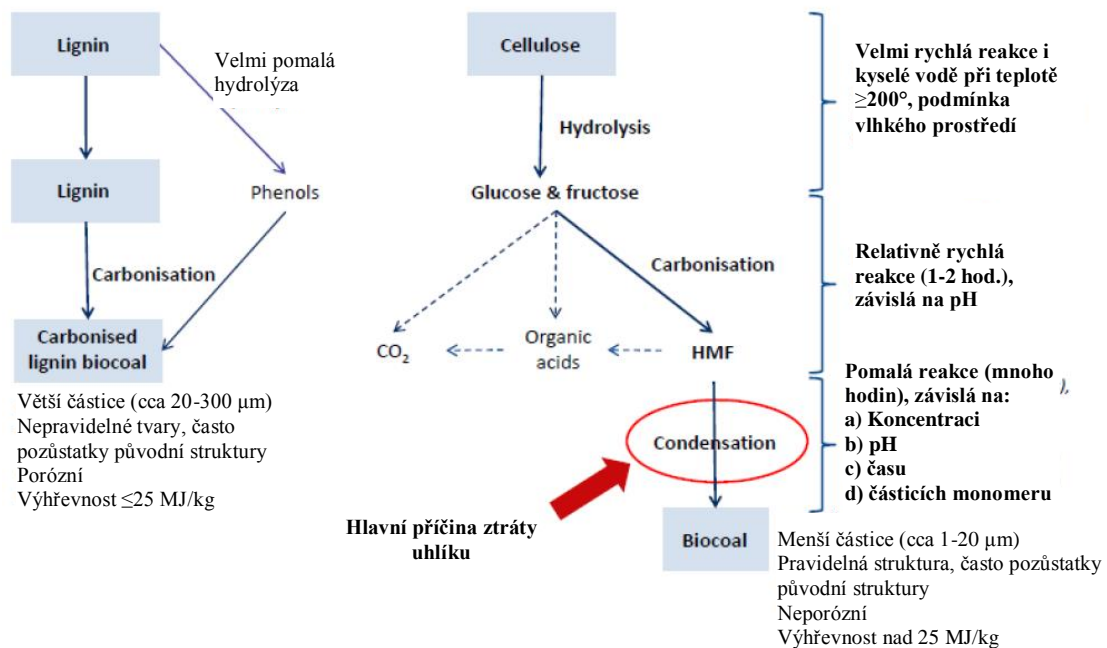 Lignin
Velmi pomalá
hydrolýza
Lignin
Phenols
Carbonisation
Carbonised
lignin biocoal
Větší částice (cca 20-300 μm)
Nepravidelné tvary, často
pozůstatky původní struktury
Porózní
Výhřevnost ≤25 MJ/kg
Cellulose
Hydrolysis
Glucose & fructose
Carbonisation
CO₂
Organic
acids
HMF
Condensation
Hlavní příčina ztráty
uhlíku
Biocoal
Menší částice (cca 1-20 μm)
Pravidelná struktura, často pozůstatky
původní struktury
Neporózní
Výhřevnost nad 25 MJ/kg
Velmi rychlá reakce i
kyselé vodě při teplotě
≥200°, podmínka
vlhkého prostředí
Relativně rychlá
reakce (1-2 hod.),
závislá na pH
Pomalá reakce (mnoho
hodin), závislá na:
a) Koncentraci
b) pH
c) času
d) částicích monomeru